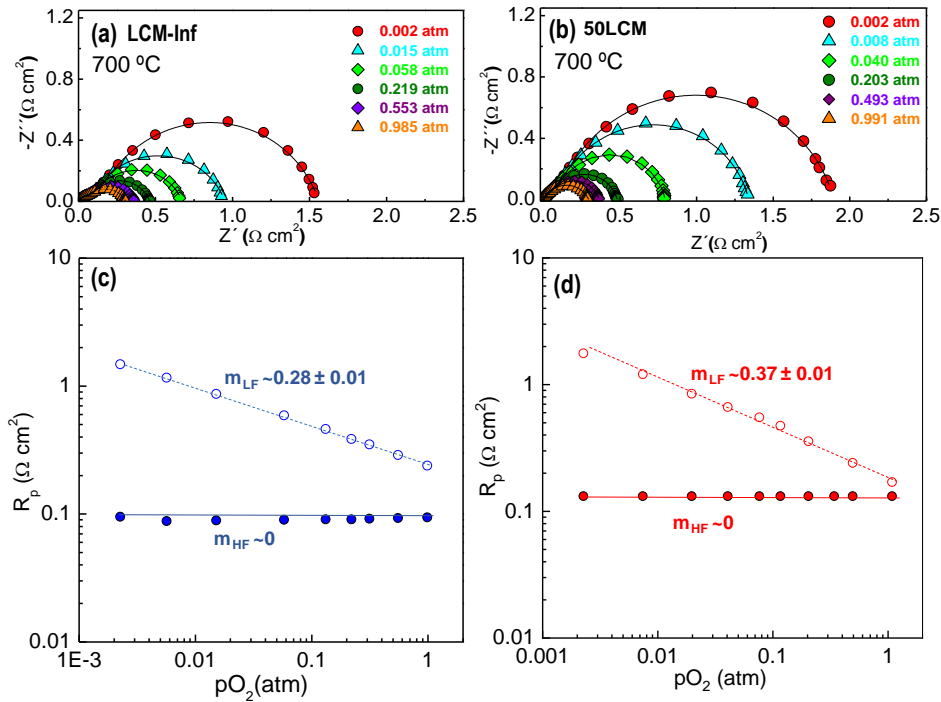 (a) LCM-Inf
700 ºC
0.002 atm
0.015 atm
0.058 atm
0.219 atm
0.553 atm
0.985 atm
-Z´´(Ω cm²)
1.2
0.8
0.4
0.0
0.0 0.5 1.0 1.5 2.0 2.5
Z´ (Ω cm²)
(b) 50LCM
700 ºC
0.002 atm
0.008 atm
0.040 atm
0.203 atm
0.493 atm
0.991 atm
-Z´´(Ω cm²)
1.2
0.8
0.4
0.0
0.0 0.5 1.0 1.5 2.0 2.5
Z´(Ω cm²)
(c)
10
1
0.1
0.01
R_p (Ω cm²)
m_LF ~0.28 ± 0.01
m_HF ~0
1E-3 0.01 0.1 1
pO₂(atm)
(d)
10
1
0.1
0.01
R_p (Ω cm²)
m_LF ~0.37 ± 0.01
m_HF ~0
0.001 0.01 0.1 1
pO₂ (atm)